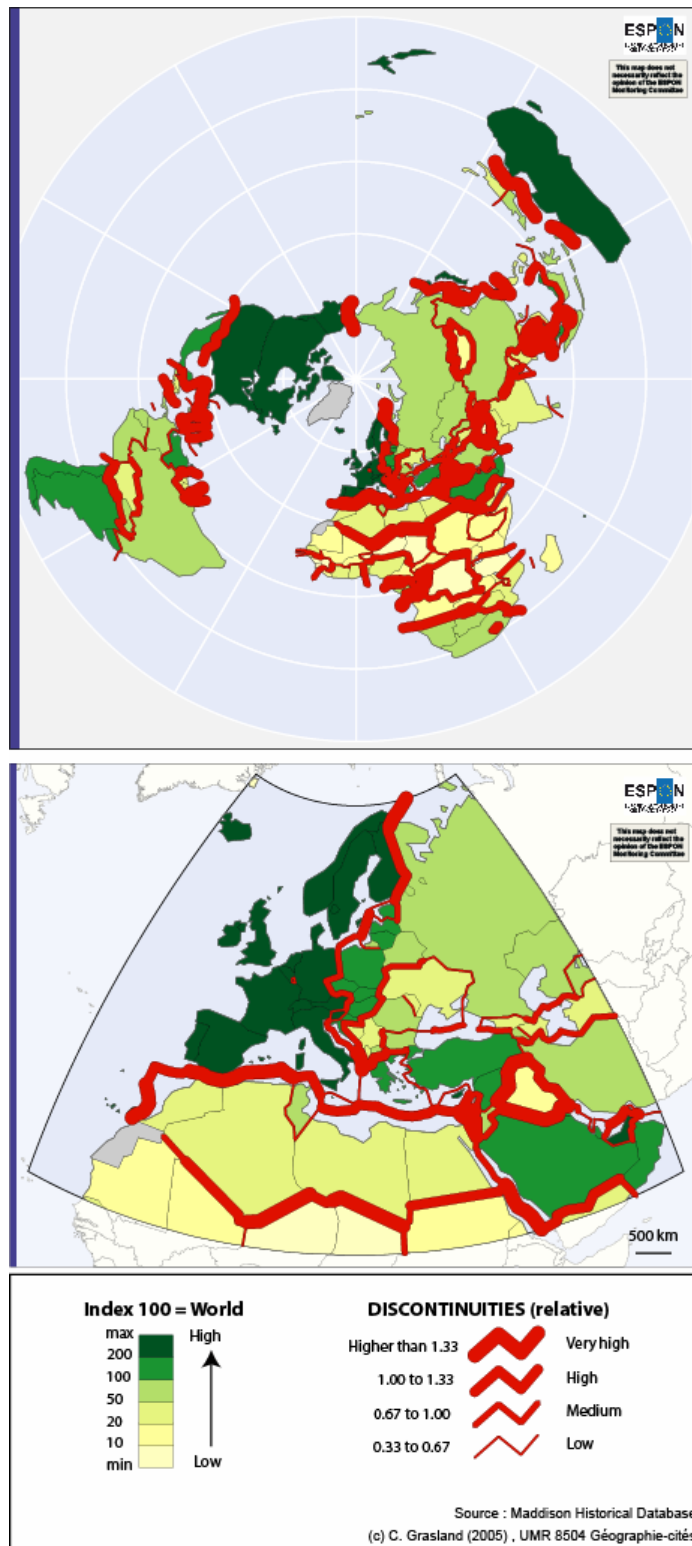 ESPON
This map does not
necessarily reflect the
opinion of the ESPON
Monitoring Committee
ESPON
This map does not
necessarily reflect the
opinion of the ESPON
Monitoring Committee
500 km
Index 100 = World
max
200
100
50
20
10
min
High
Low
DISCONTINUITIES (relative)
Higher than 1.33 Very high
1.00 to 1.33 High
0.67 to 1.00 Medium
0.33 to 0.67 Low
Source : Maddison Historical Database
(c) C. Grasland (2005) , UMR 8504 Géographie-cités